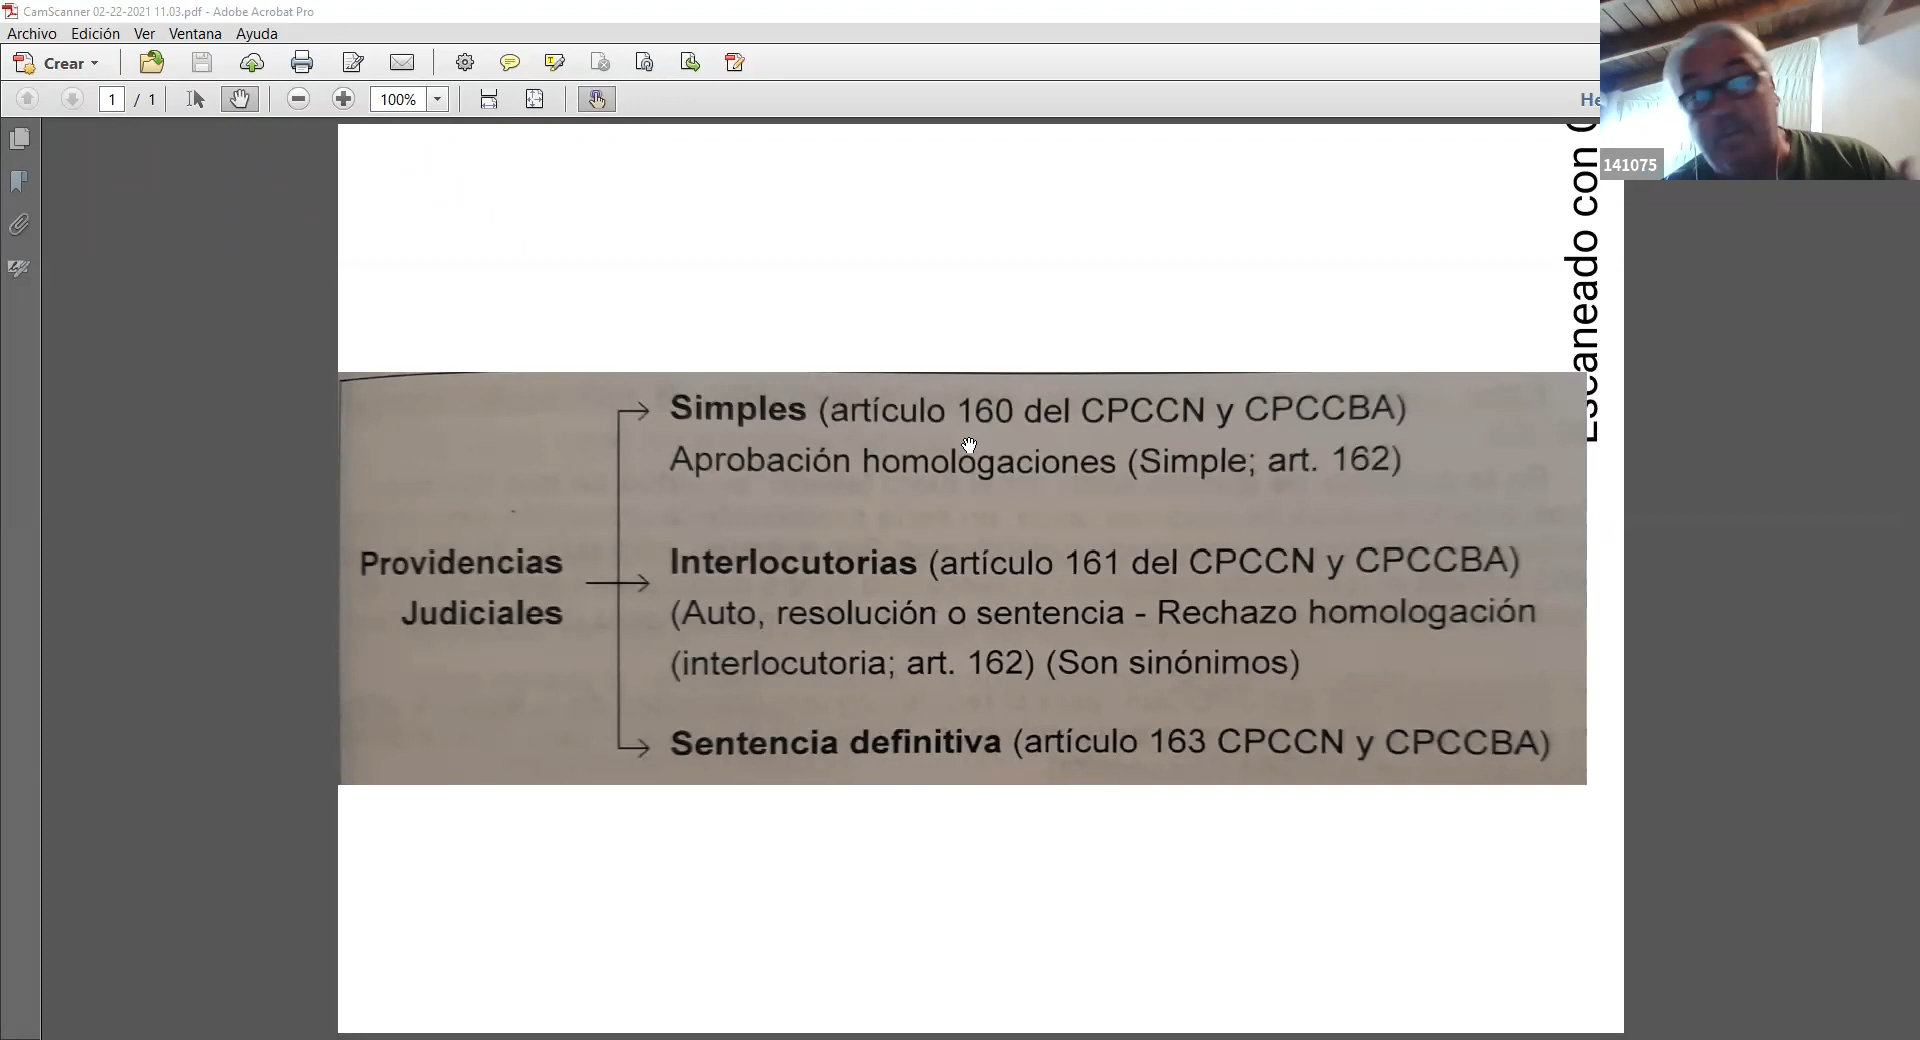 CamScanner 02-22-2021 11.03.pdf - Adobe Acrobat Pro
Archivo Edición Ver Ventana Ayuda
Crear
1 / 1
100%
He
141075
Escaneado con C
Simples (artículo 160 del CPCCN y CPCCBA)
Aprobación homologaciones (Simple; art. 162)
Providencias
Judiciales
Interlocutorias (artículo 161 del CPCCN y CPCCBA)
(Auto, resolución o sentencia - Rechazo homologación
(interlocutoria; art. 162) (Son sinónimos)
Sentencia definitiva (artículo 163 CPCCN y CPCCBA)